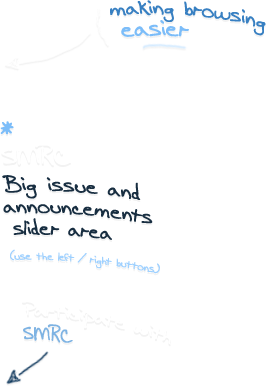 making browsing
easier
*
SMRC
Big issue and
announcements
slider area
(use the left / right buttons)
Participate with
SMRC